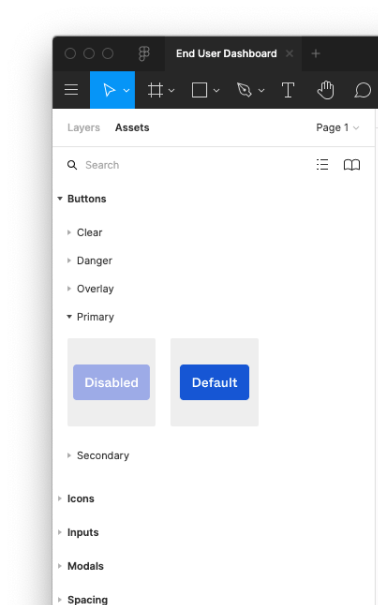 End User Dashboard
Layers Assets Page 1
Search
Buttons
Clear
Danger
Overlay
Primary
Disabled Default
Secondary
Icons
Inputs
Modals
Spacing